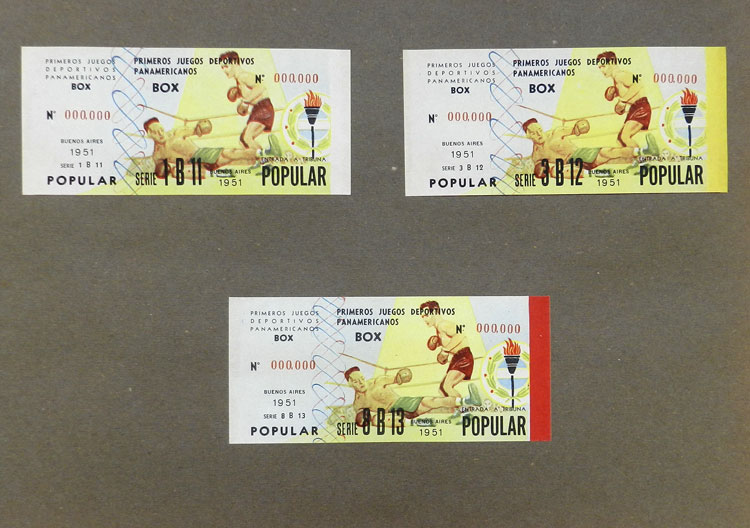 PRIMEROS JUEGOS
DEPORTIVOS
PANAMERICANOS
BOX
Nº 000.000
BUENOS AIRES
1951
SERIE 1 B 11
POPULAR
PRIMEROS JUEGOS DEPORTIVOS
PANAMERICANOS
BOX
Nº 000.000
ENTRADA A TRIBUNA
SERIE 1 B 11
BUENOS AIRES
1951
POPULAR
PRIMEROS JUEGOS
DEPORTIVOS
PANAMERICANOS
BOX
Nº 000.000
BUENOS AIRES
1951
SERIE 3 B 12
POPULAR
PRIMEROS JUEGOS DEPORTIVOS
PANAMERICANOS
BOX
Nº 000.000
ENTRADA A TRIBUNA
SERIE 3 B 12
BUENOS AIRES
1951
POPULAR
PRIMEROS JUEGOS
DEPORTIVOS
PANAMERICANOS
BOX
Nº 000.000
BUENOS AIRES
1951
SERIE 8 B 13
POPULAR
PRIMEROS JUEGOS DEPORTIVOS
PANAMERICANOS
BOX
Nº 000.000
ENTRADA A TRIBUNA
SERIE 8 B 13
BUENOS AIRES
1951
POPULAR